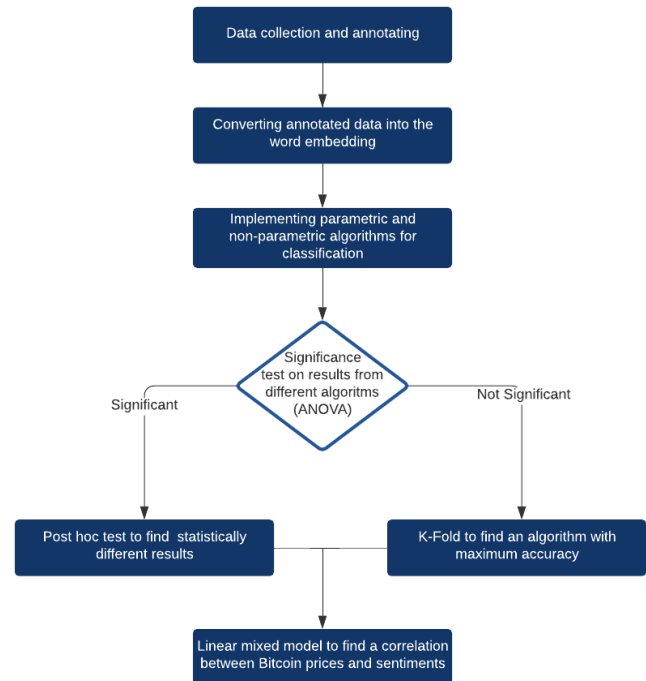 Data collection and annotating
Converting annotated data into the
word embedding
Implementing parametric and
non-parametric algorithms for
classification
Significance
test on results from
different algoritms
(ANOVA)
Significant
Not Significant
Post hoc test to find statistically
different results
K-Fold to find an algorithm with
maximum accuracy
Linear mixed model to find a correlation
between Bitcoin prices and sentiments